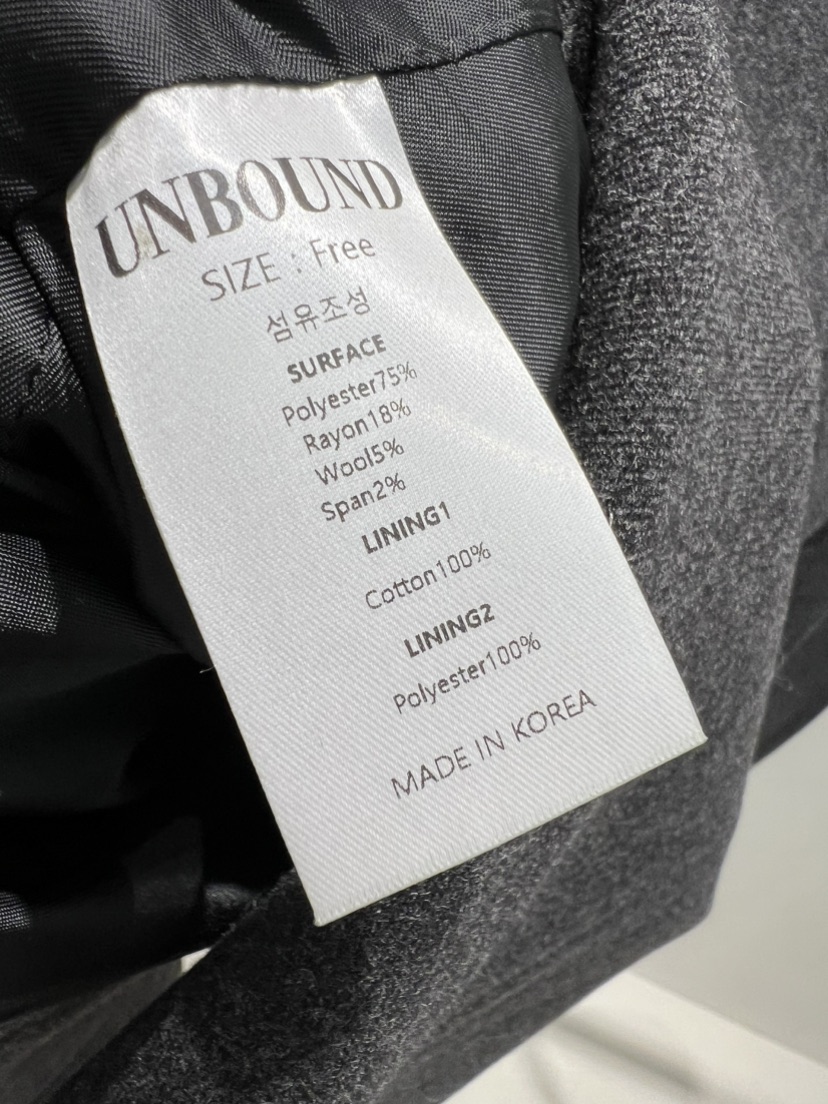 UNBOUND
SIZE : Free
섬유조성
SURFACE
Polyester75%
Rayon18%
Wool5%
Span2%
LINING1
Cotton100%
LINING2
Polyester100%
MADE IN KOREA